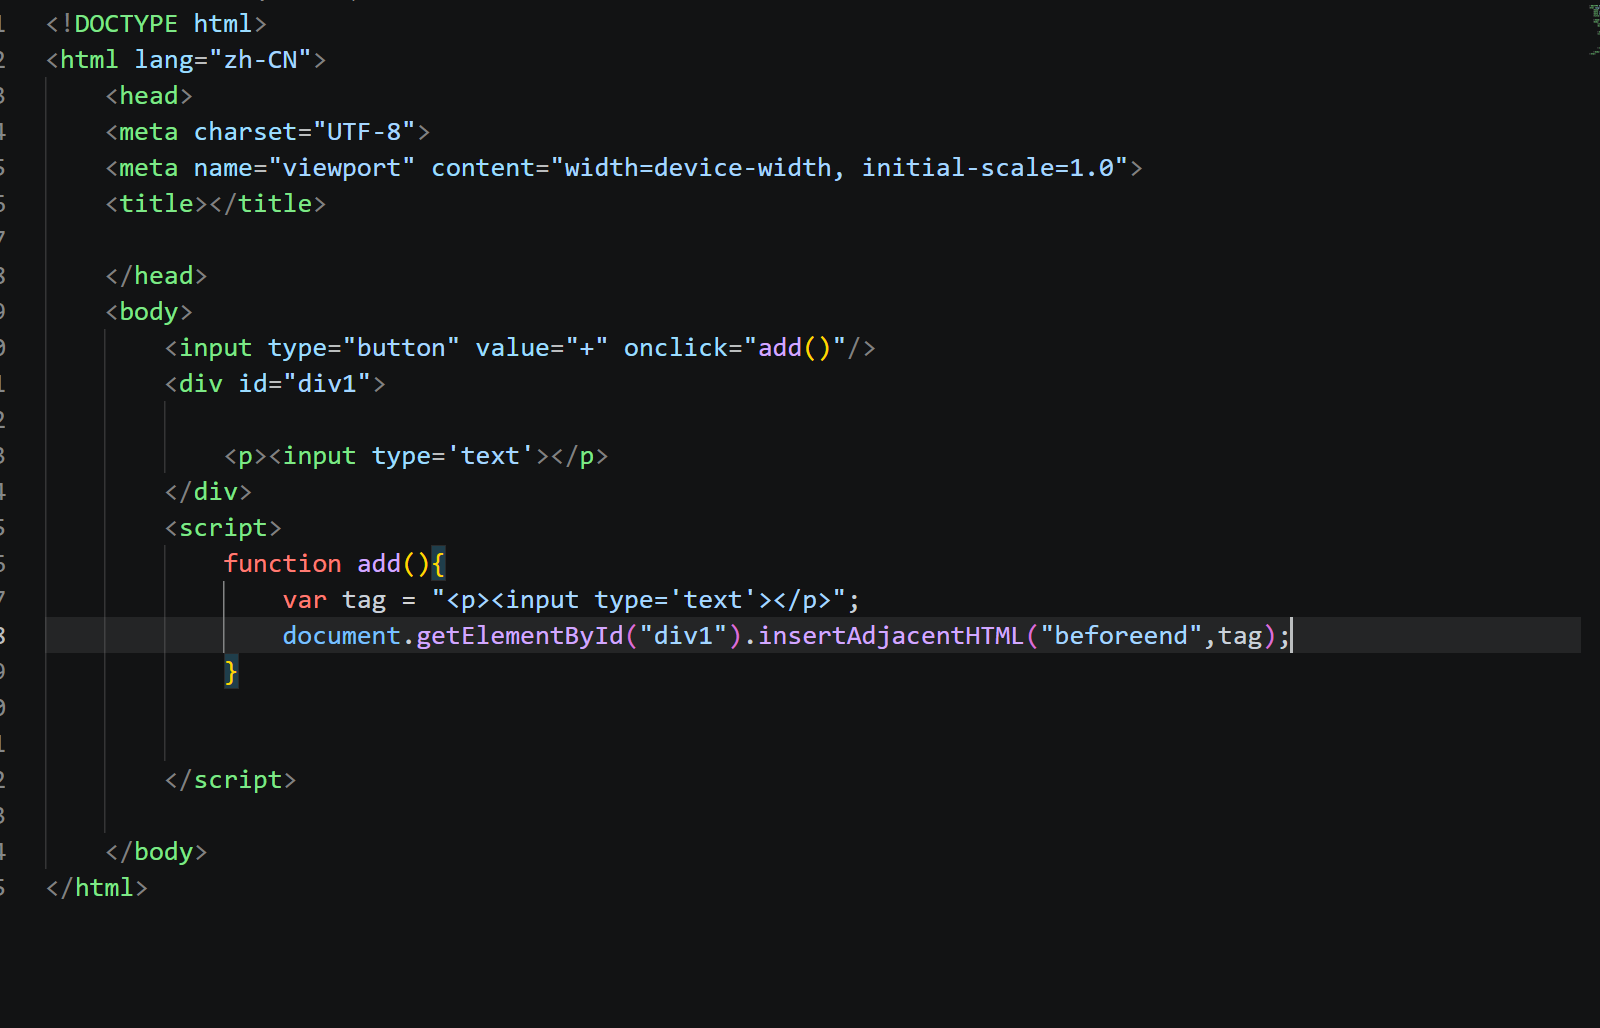 <!DOCTYPE html>
<html lang="zh-CN">
<head>
<meta charset="UTF-8">
<meta name="viewport" content="width=device-width, initial-scale=1.0">
<title></title>
</head>
<body>
<input type="button" value="+" onclick="add()"/>
<div id="div1">
<p><input type='text'></p>
</div>
<script>
function add(){
var tag = "<p><input type='text'></p>";
document.getElementById("div1").insertAdjacentHTML("beforeend",tag);
}
</script>
</body>
</html>